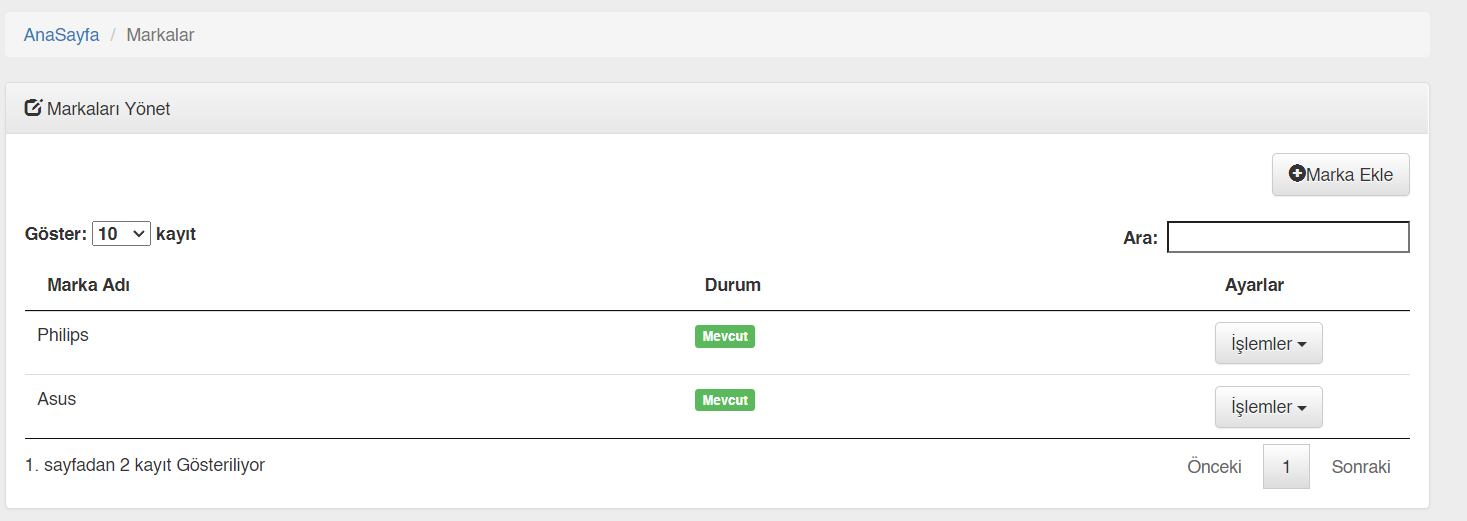 AnaSayfa / Markalar
Markaları Yönet
Marka Ekle
Göster: 10 kayıt
Ara:
Marka Adı Durum Ayarlar
Philips Mevcut İşlemler
Asus Mevcut İşlemler
1. sayfadan 2 kayıt Gösteriliyor
Önceki 1 Sonraki